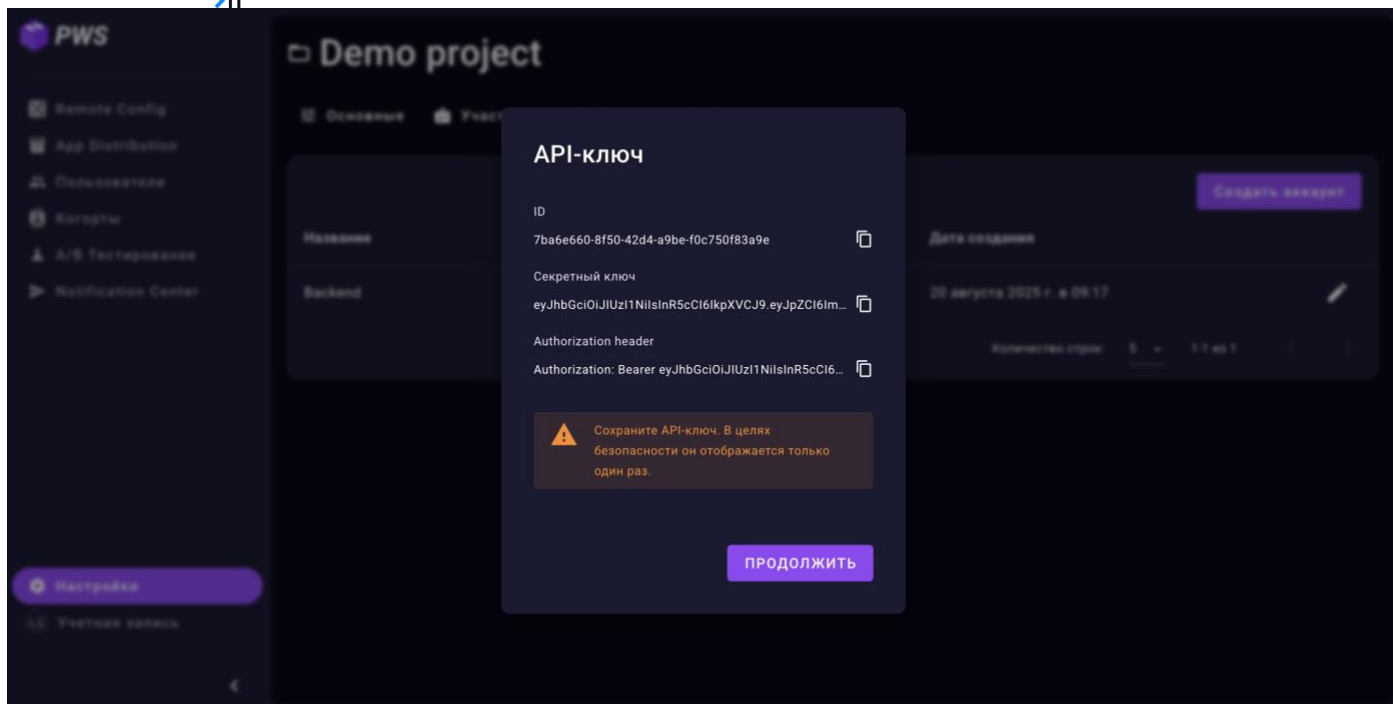 PWS
Demo project
Remote Config
App Distribution
Пользователи
Когорты
A/B Тестирование
Notification Center
Основные
API-ключ
ID
7ba6e660-8f50-42d4-a9be-f0c750f83a9e
Секретный ключ
eyJhbGciOiJIUzI1NiIsInR5cCI6IkpXVCJ9.eyJpZCI6Im...
Authorization header
Authorization: Bearer eyJhbGciOiJIUzI1NiIsInR5cCI6...
Сохраните API-ключ. В целях
безопасности он отображается только
один раз.
ПРОДОЛЖИТЬ
Создать аккаунт
Название
Дата создания
Backend
20 августа 2025 г. в 09:17
Количество строк: 5
1-1 из 1
Настройки
Учетная запись